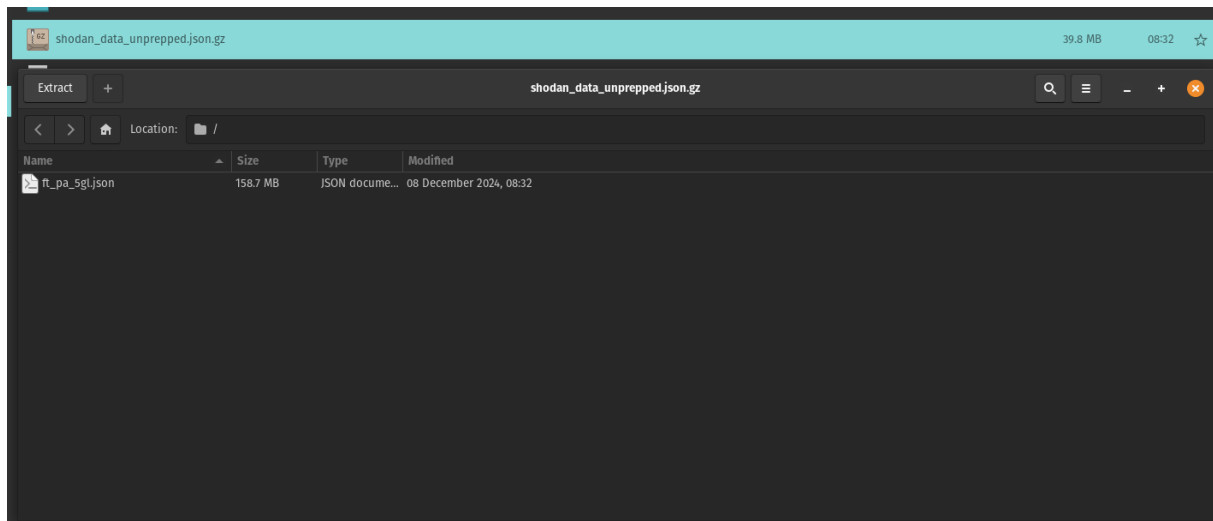 shodan_data_unprepped.json.gz 39.8 MB 08:32
Extract shodan_data_unprepped.json.gz
Location: /
Name Size Type Modified
ft_pa_5gl.json 158.7 MB JSON docume... 08 December 2024, 08:32